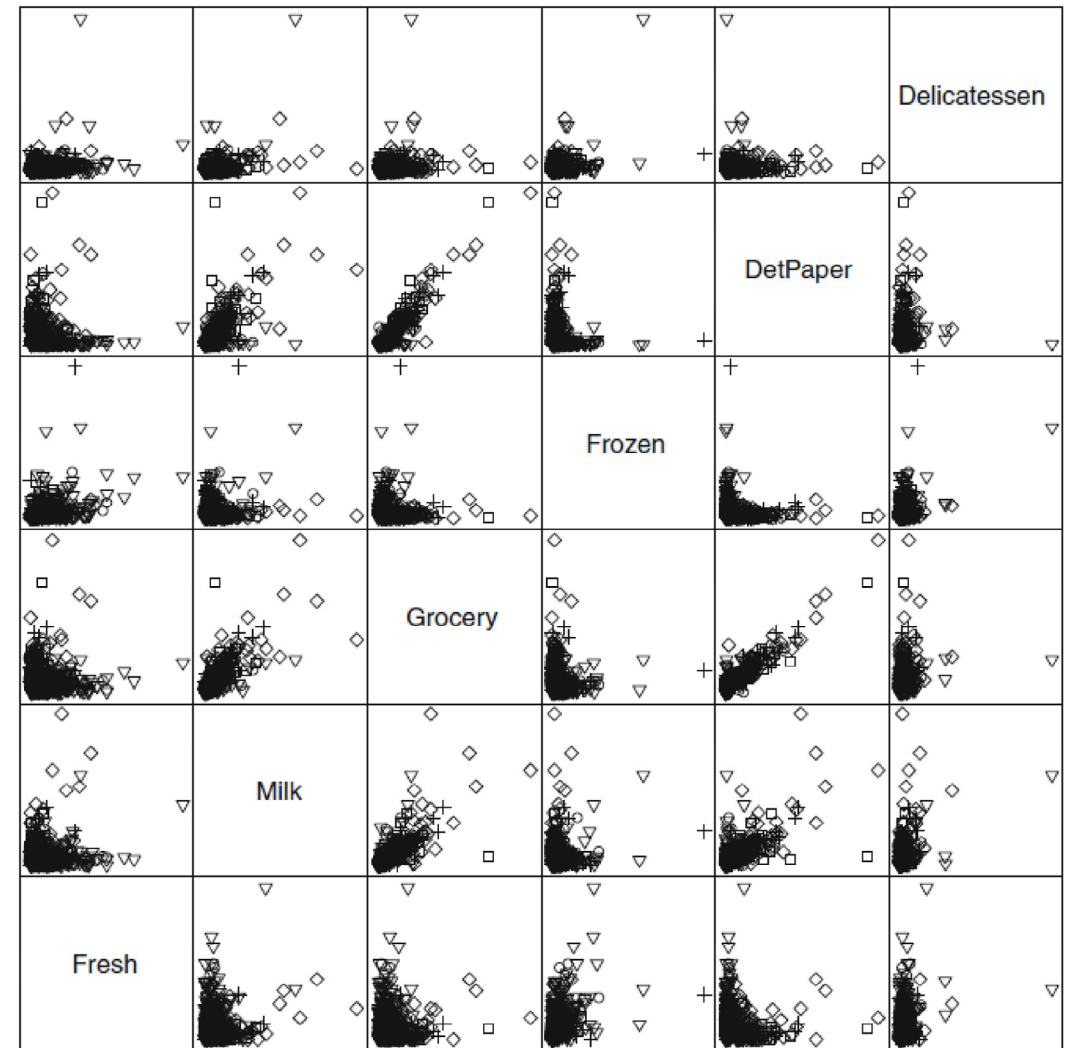 Delicatessen
DetPaper
Frozen
Grocery
Milk
Fresh